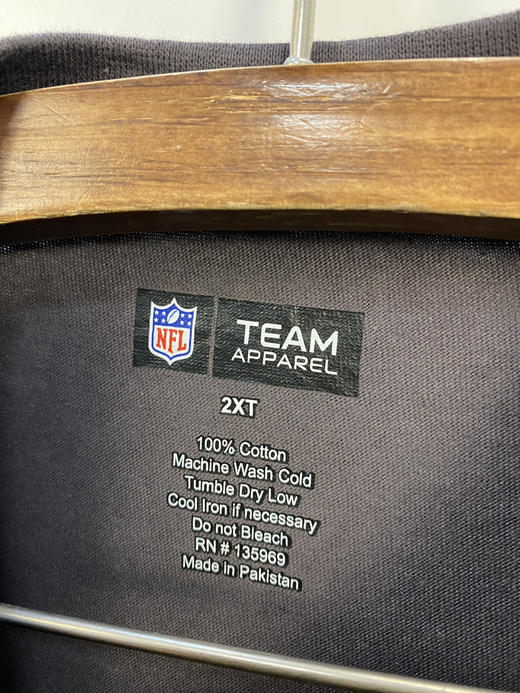 NFL
TEAM
APPAREL
2XT
100% Cotton
Machine Wash Cold
Tumble Dry Low
Cool Iron if necessary
Do not Bleach
RN # 135969
Made in Pakistan